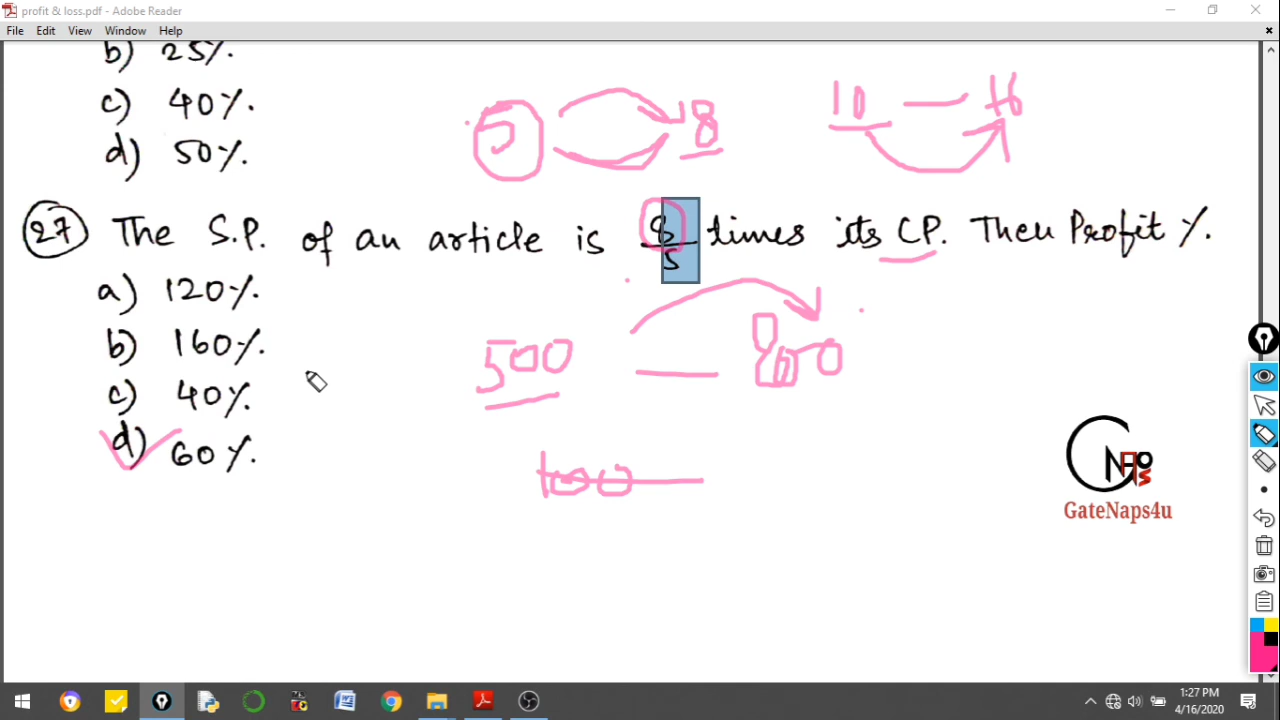 profit & loss.pdf - Adobe Reader
File Edit View Window Help
b) 25%.
c) 40%.
d) 50%.
5 8
10 16
27 The S.P. of an article is 8/5 times its CP. Then Profit %.
a) 120%.
b) 160%.
c) 40%.
d) 60%.
500 800
100
GateNaps4u
1:27 PM
4/16/2020